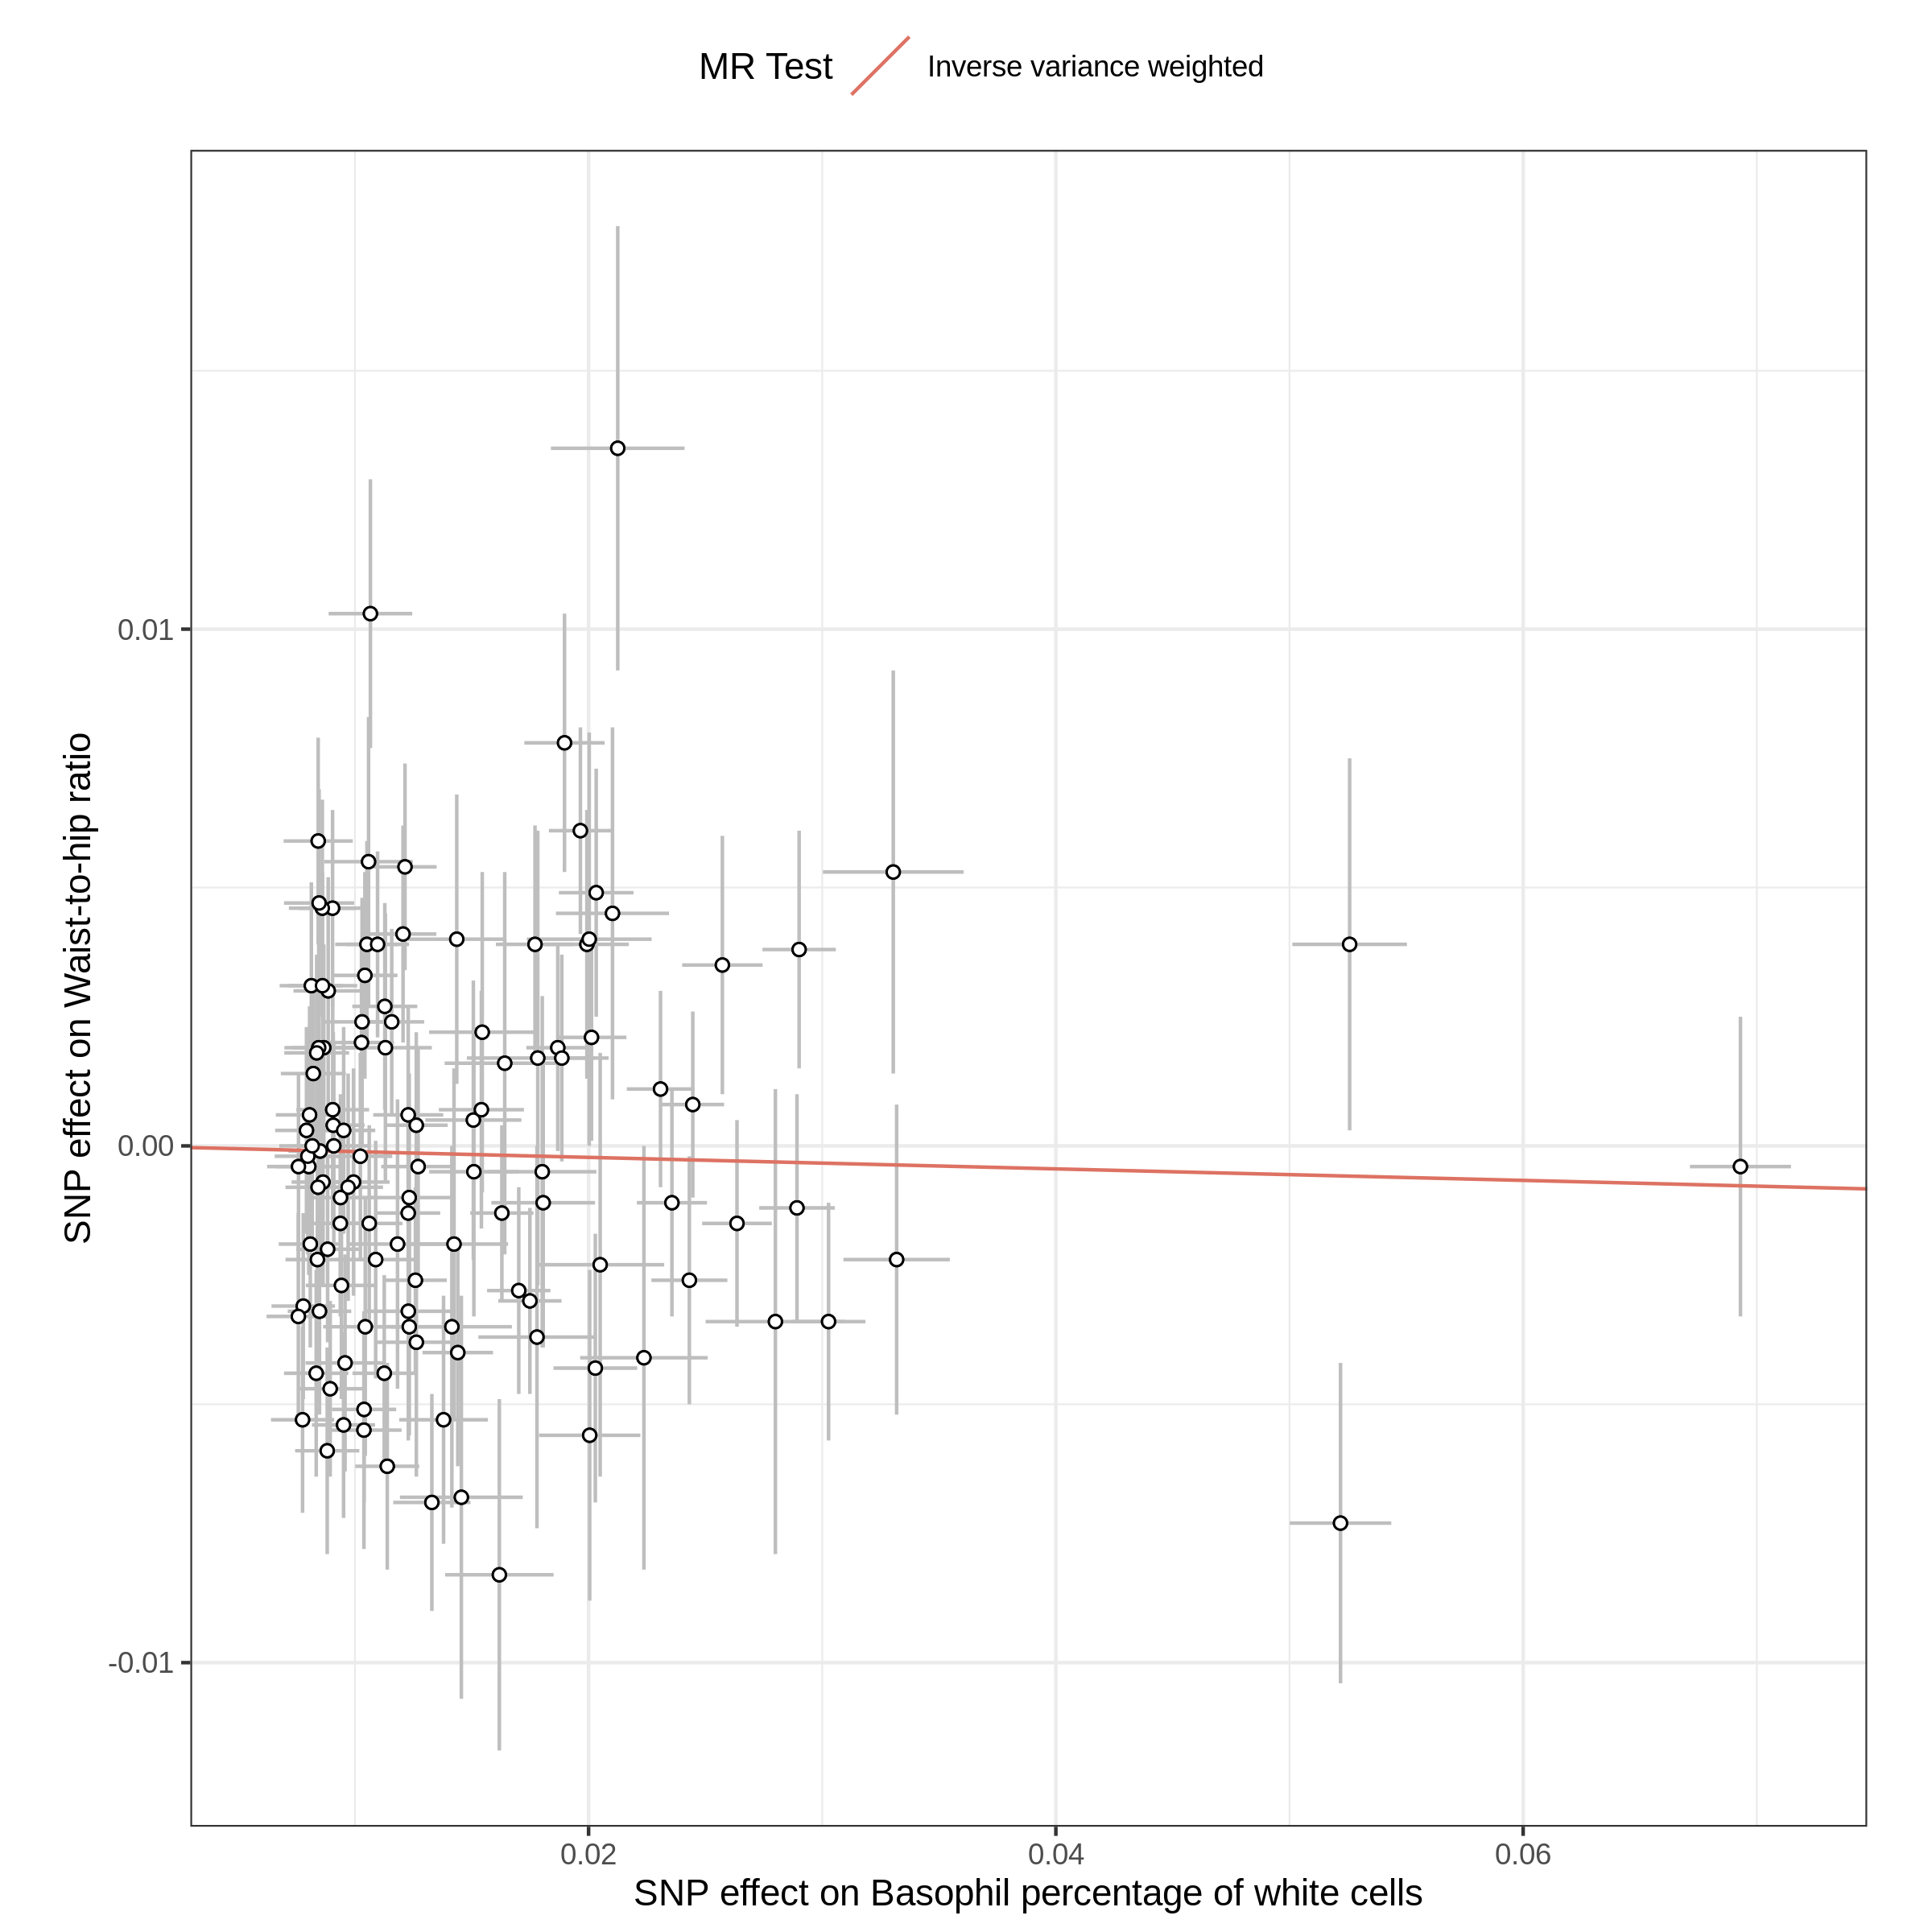 MR Test Inverse variance weighted
SNP effect on Waist-to-hip ratio
0.01
0.00
-0.01
0.02 0.04 0.06
SNP effect on Basophil percentage of white cells